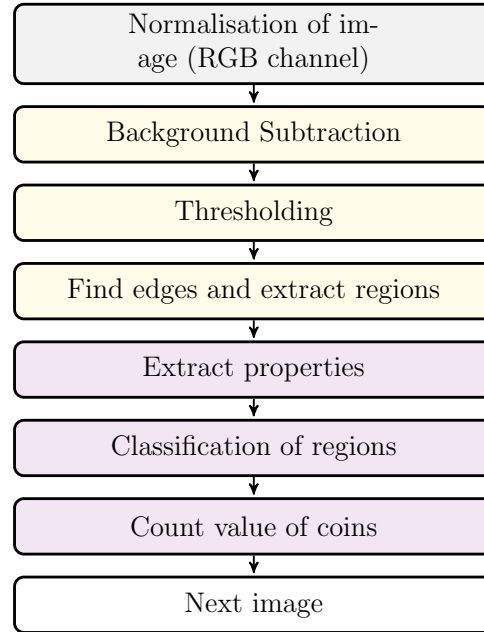 Normalisation of im-
age (RGB channel)
Background Subtraction
Thresholding
Find edges and extract regions
Extract properties
Classification of regions
Count value of coins
Next image